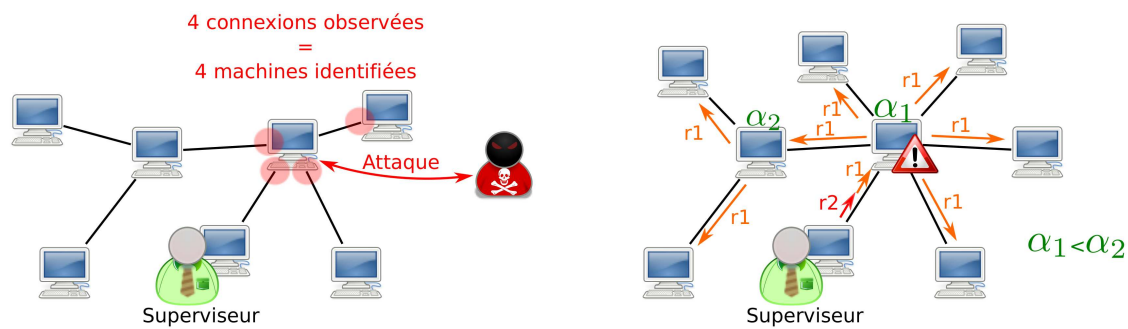 4 connexions observées
=
4 machines identifiées
Attaque
Superviseur
r1
r1
α₁
α₂
r1
r1
r1
r1
r2
r1
r1
α₁<α₂
Superviseur